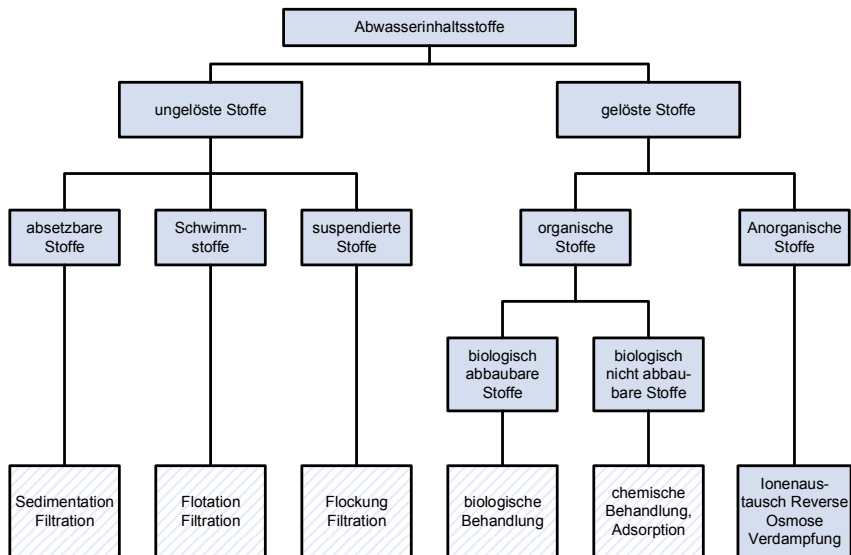 Abwasserinhaltsstoffe
ungelöste Stoffe
gelöste Stoffe
absetzbare
Stoffe
Schwimm-
stoffe
suspendierte
Stoffe
organische
Stoffe
Anorganische
Stoffe
biologisch
abbaubare
Stoffe
biologisch
nicht abbau-
bare Stoffe
Sedimentation
Filtration
Flotation
Filtration
Flockung
Filtration
biologische
Behandlung
chemische
Behandlung,
Adsorption
Ionenaus-
tausch Reverse
Osmose
Verdampfung